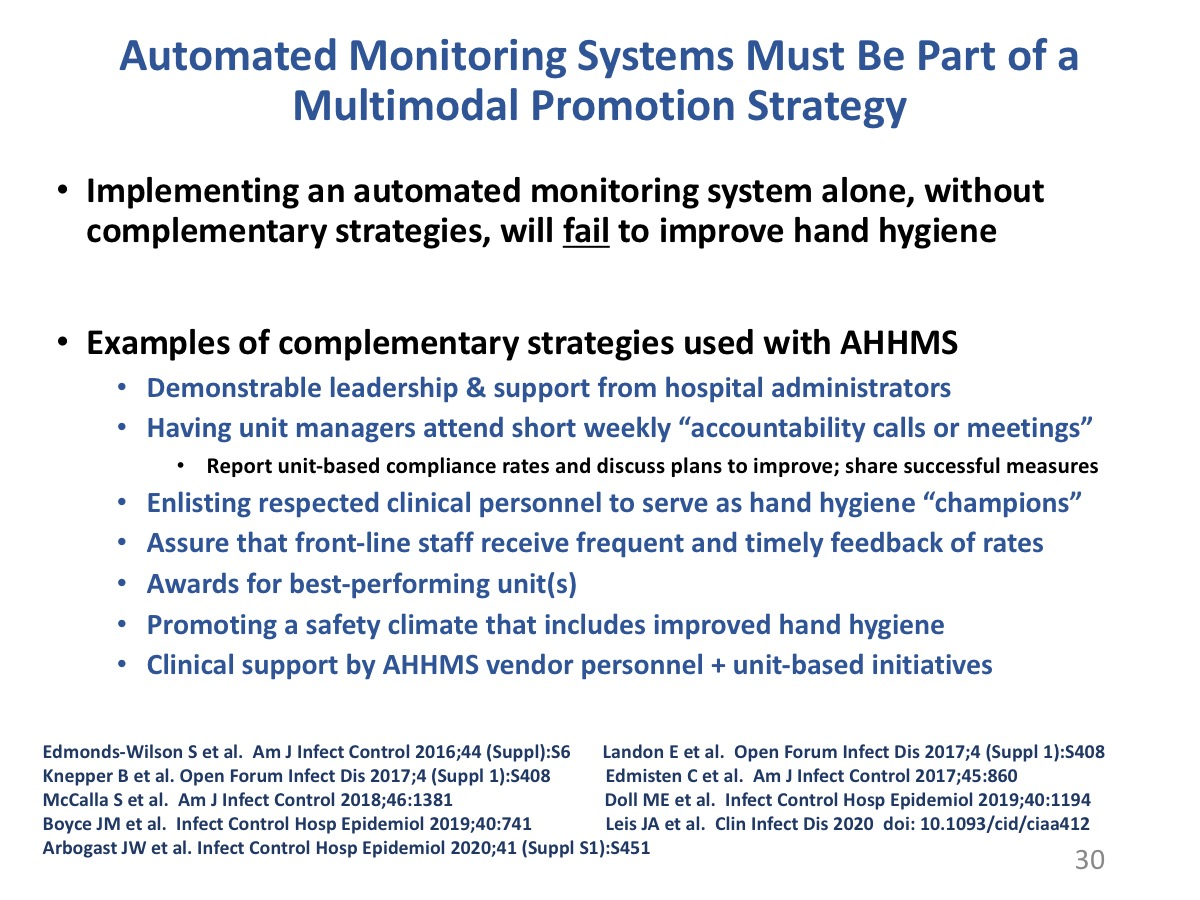 Automated Monitoring Systems Must Be Part of a
Multimodal Promotion Strategy
• Implementing an automated monitoring system alone, without
complementary strategies, will fail to improve hand hygiene
• Examples of complementary strategies used with AHHMS
• Demonstrable leadership & support from hospital administrators
• Having unit managers attend short weekly “accountability calls or meetings”
• Report unit-based compliance rates and discuss plans to improve; share successful measures
• Enlisting respected clinical personnel to serve as hand hygiene “champions”
• Assure that front-line staff receive frequent and timely feedback of rates
• Awards for best-performing unit(s)
• Promoting a safety climate that includes improved hand hygiene
• Clinical support by AHHMS vendor personnel + unit-based initiatives
Edmonds-Wilson S et al. Am J Infect Control 2016;44 (Suppl):S6 Landon E et al. Open Forum Infect Dis 2017;4 (Suppl 1):S408
Knepper B et al. Open Forum Infect Dis 2017;4 (Suppl 1):S408 Edmisten C et al. Am J Infect Control 2017;45:860
McCalla S et al. Am J Infect Control 2018;46:1381 Doll ME et al. Infect Control Hosp Epidemiol 2019;40:1194
Boyce JM et al. Infect Control Hosp Epidemiol 2019;40:741 Leis JA et al. Clin Infect Dis 2020 doi: 10.1093/cid/ciaa412
Arbogast JW et al. Infect Control Hosp Epidemiol 2020;41 (Suppl S1):S451
30